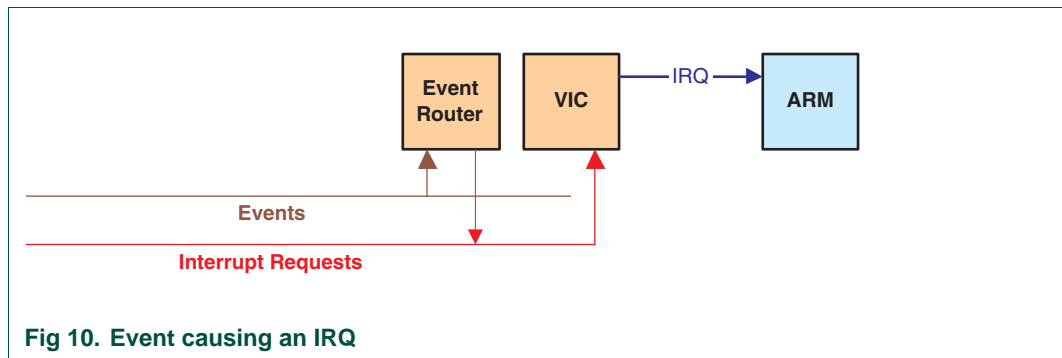 Event
Router
VIC
IRQ
ARM
Events
Interrupt Requests
Fig 10. Event causing an IRQ